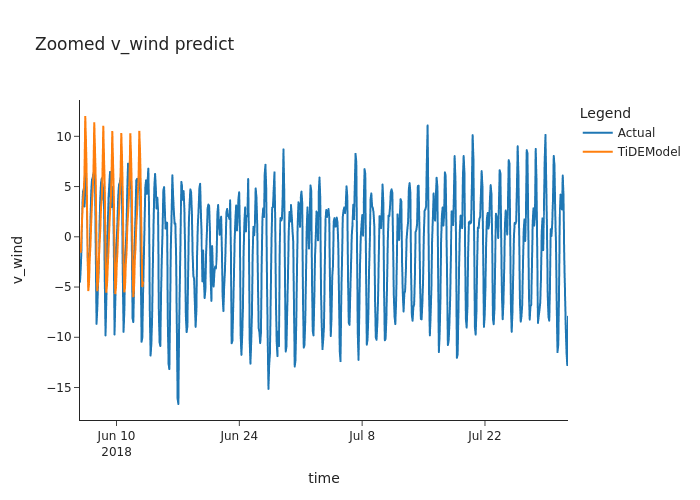 Zoomed v_wind predict
Legend
Actual
TiDEModel
v_wind
10
5
0
−5
−10
−15
Jun 10
2018
Jun 24
Jul 8
Jul 22
time